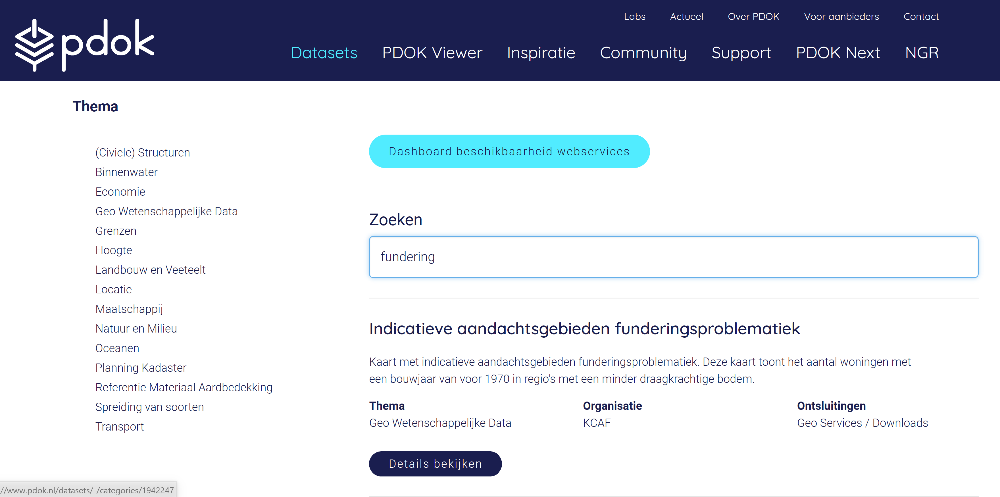 pdok
Labs Actueel Over PDOK Voor aanbieders Contact
Datasets PDOK Viewer Inspiratie Community Support PDOK Next NGR
Thema
(Civiele) Structuren
Binnenwater
Economie
Geo Wetenschappelijke Data
Grenzen
Hoogte
Landbouw en Veeteelt
Locatie
Maatschappij
Natuur en Milieu
Oceanen
Planning Kadaster
Referentie Materiaal Aardbedekking
Spreiding van soorten
Transport
Dashboard beschikbaarheid webservices
Zoeken
fundering
Indicatieve aandachtsgebieden funderingsproblematiek
Kaart met indicatieve aandachtsgebieden funderingsproblematiek. Deze kaart toont het aantal woningen met
een bouwjaar van voor 1970 in regio’s met een minder draagkrachtige bodem.
Thema Organisatie Ontsluitingen
Geo Wetenschappelijke Data KCAF Geo Services / Downloads
Details bekijken
//www.pdok.nl/datasets/-/categories/1942247